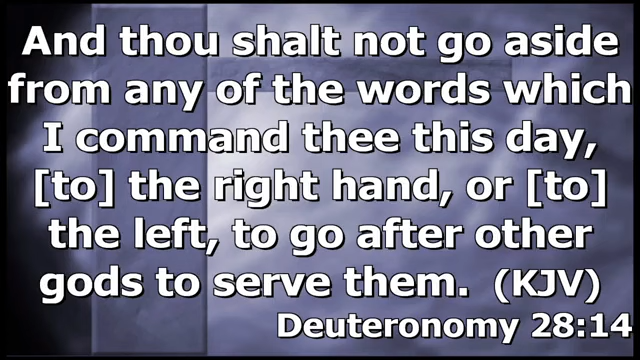 And thou shalt not go aside
from any of the words which
I command thee this day,
[to] the right hand, or [to]
the left, to go after other
gods to serve them.  (KJV)
Deuteronomy 28:14